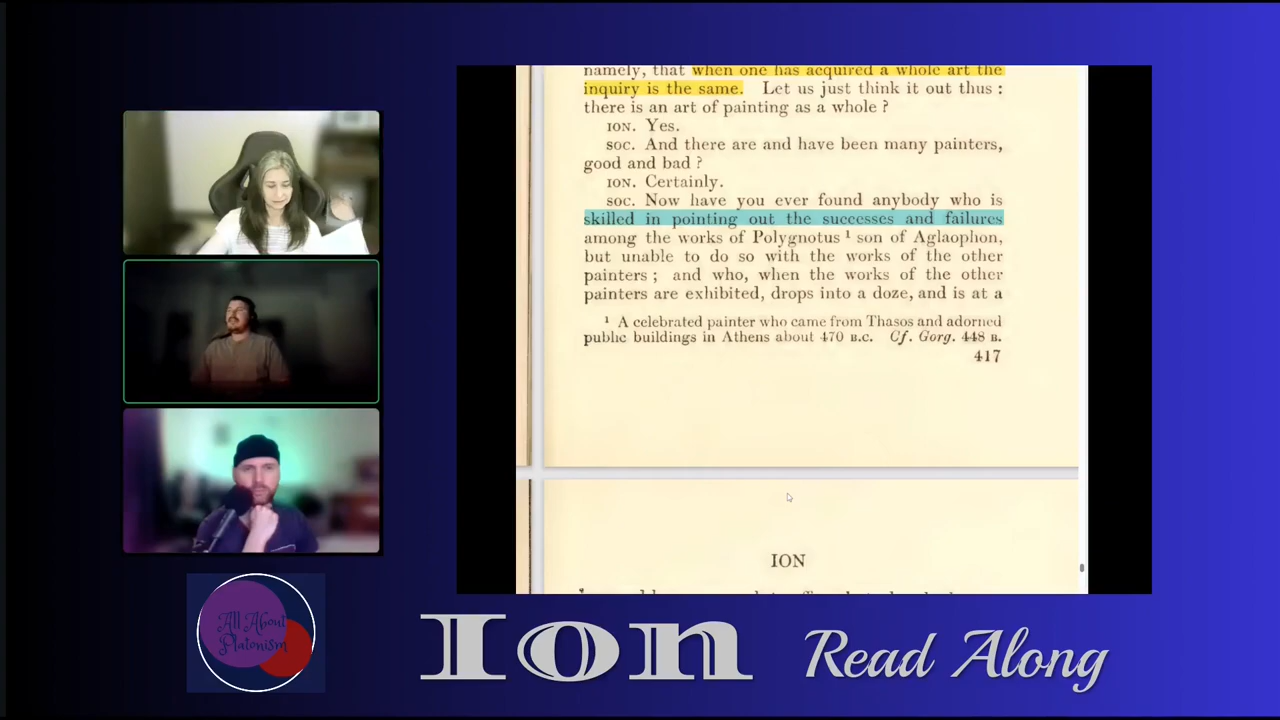 namely, that when one has acquired a whole art the
inquiry is the same. Let us just think it out thus :
there is an art of painting as a whole ?
ION. Yes.
SOC. And there are and have been many painters,
good and bad ?
ION. Certainly.
SOC. Now have you ever found anybody who is
skilled in pointing out the successes and failures
among the works of Polygnotus ¹ son of Aglaophon,
but unable to do so with the works of the other
painters ; and who, when the works of the other
painters are exhibited, drops into a doze, and is at a
¹ A celebrated painter who came from Thasos and adorned
public buildings in Athens about 470 B.C. Cf. Gorg. 448 B.
417
ION
All About
Platonism
Ion Read Along